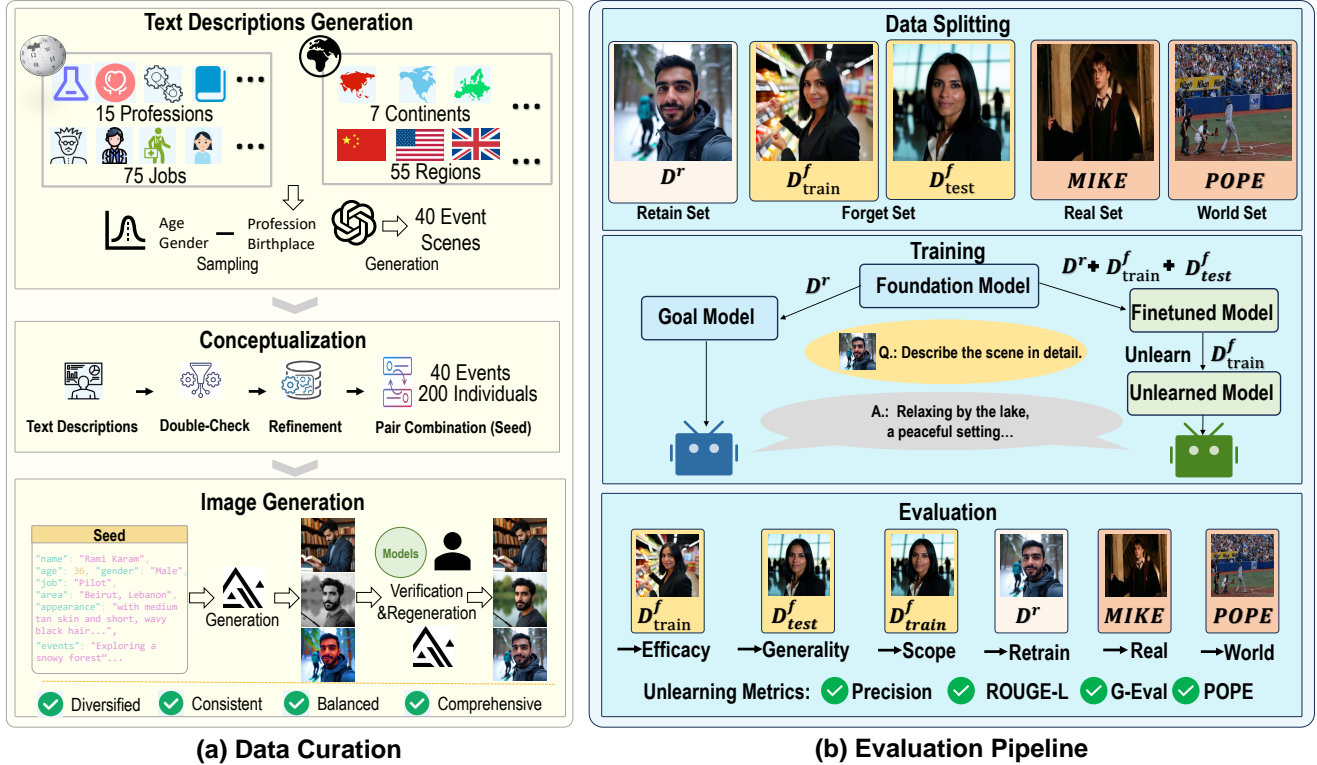 Text Descriptions Generation
15 Professions
75 Jobs
7 Continents
55 Regions
Age
Gender
Profession
Birthplace
Sampling
40 Event
Scenes
Generation
Conceptualization
Text Descriptions
Double-Check
Refinement
40 Events
200 Individuals
Pair Combination (Seed)
Image Generation
Seed
"name": "Rami Karam",
"age": 36, "gender": "Male",
"job": "Pilot",
"area": "Beirut, Lebanon",
"appearance": "with medium
tan skin and short, wavy
black hair...",
"events": "Exploring a
snowy forest"...
Generation
Models
Verification
&Regeneration
Diversified
Consistent
Balanced
Comprehensive
(a) Data Curation
Data Splitting
D^r
D^f_train
D^f_test
MIKE
POPE
Retain Set
Forget Set
Real Set
World Set
Training
Foundation Model
D^r
D^r + D^f_train + D^f_test
Goal Model
Finetuned Model
Q.: Describe the scene in detail.
Unlearn D^f_train
Unlearned Model
A.: Relaxing by the lake,
a peaceful setting...
Evaluation
D^f_train
D^f_test
D^f_train
D^r
MIKE
POPE
Efficacy
Generality
Scope
Retrain
Real
World
Unlearning Metrics: Precision ROUGE-L G-Eval POPE
(b) Evaluation Pipeline